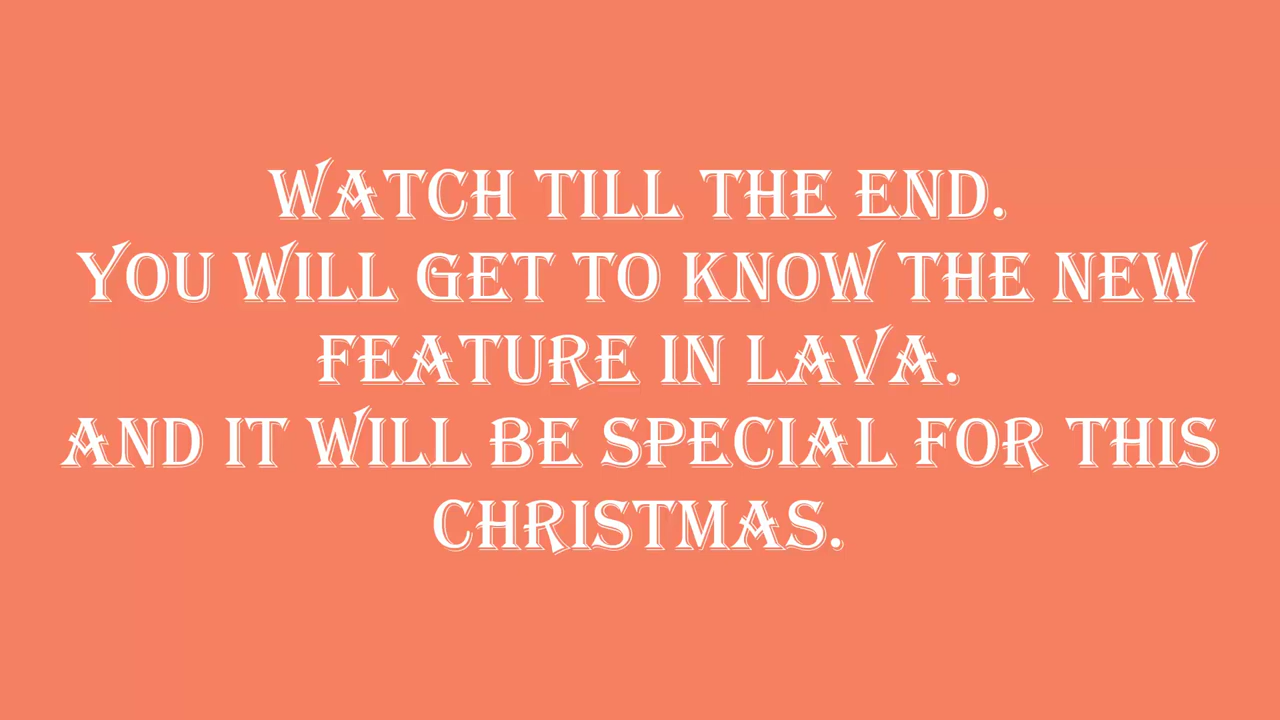 WATCH TILL THE END.
YOU WILL GET TO KNOW THE NEW
FEATURE IN LAVA.
AND IT WILL BE SPECIAL FOR THIS
CHRISTMAS.